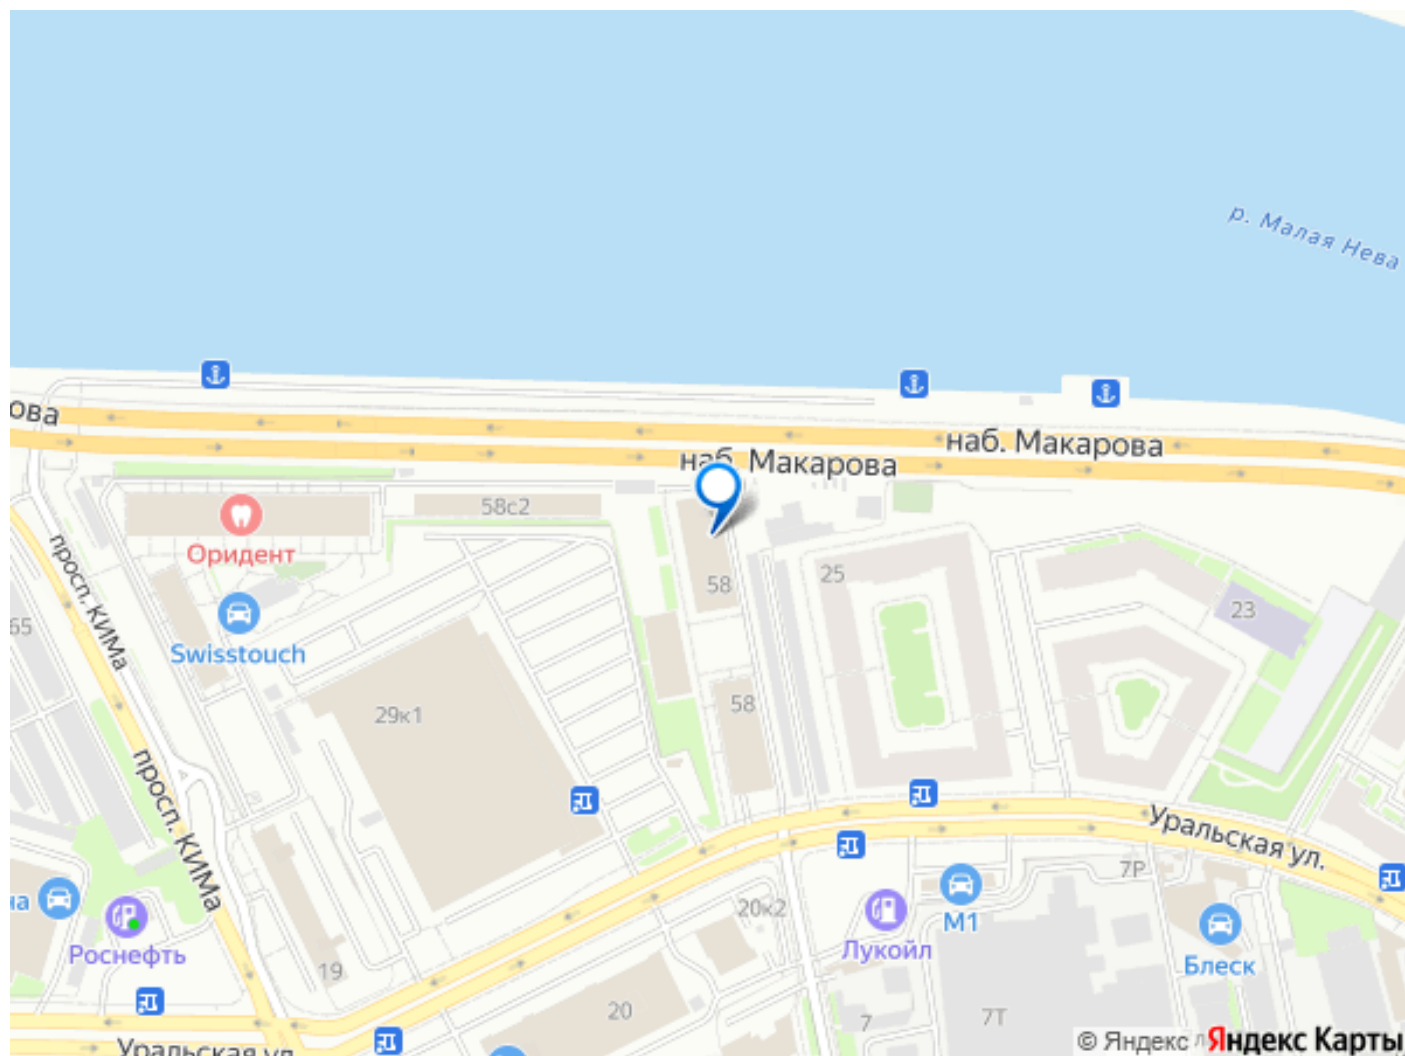 р. Малая Нева
ова
наб. Макарова
наб. Макарова
58с2
Оридент
просп. КИМа
58
25
23
65
Swisstouch
29к1
58
просп. КИМа
Уральская ул.
7Р
на
Роснефть
20к2
Лукойл
М1
Блеск
19
20
7
7Т
Уральская ул.
© Яндекс
Яндекс Карты